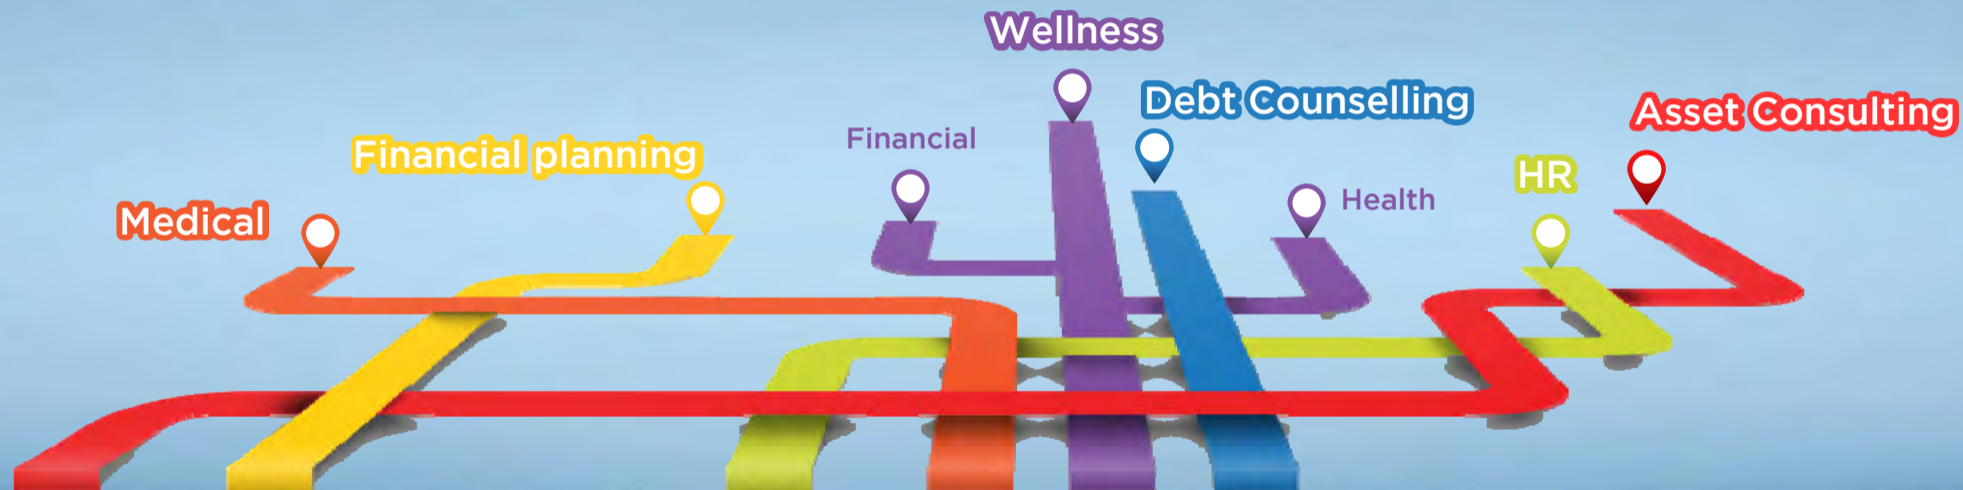 Wellness
Debt Counselling
Asset Consulting
Financial
Financial planning
HR
Health
Medical